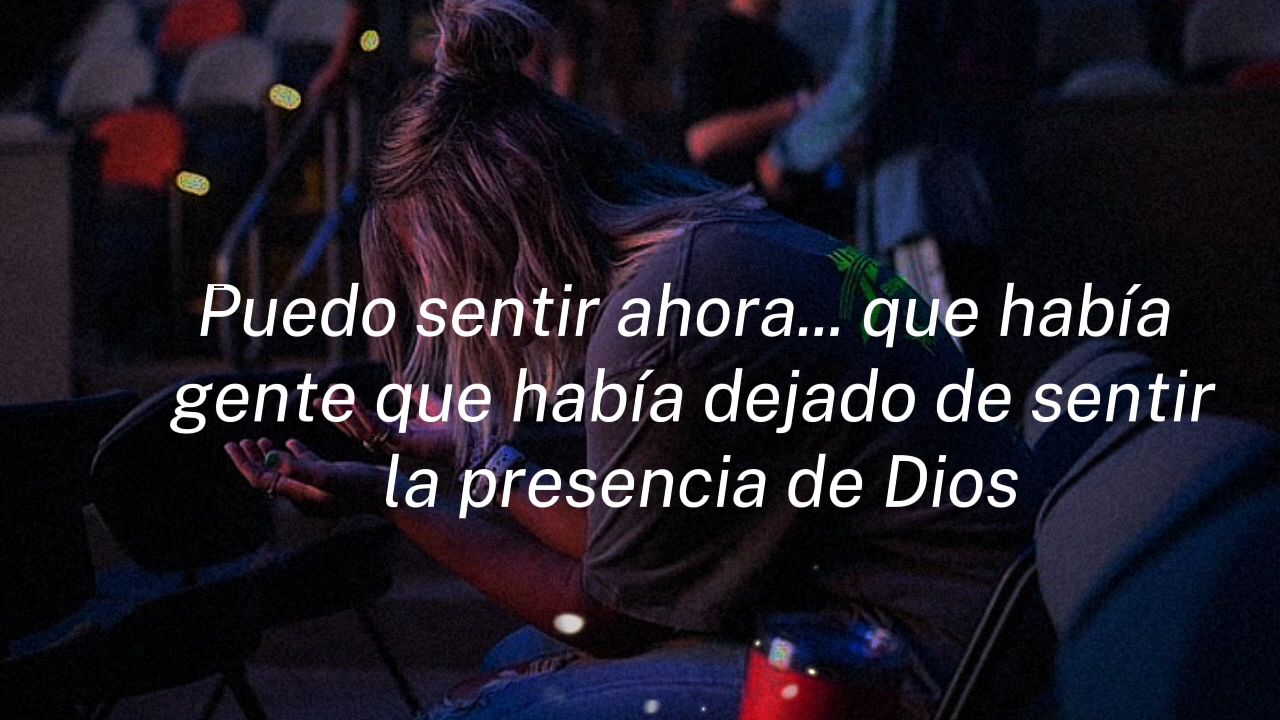 Puedo sentir ahora... que había
gente que había dejado de sentir
la presencia de Dios